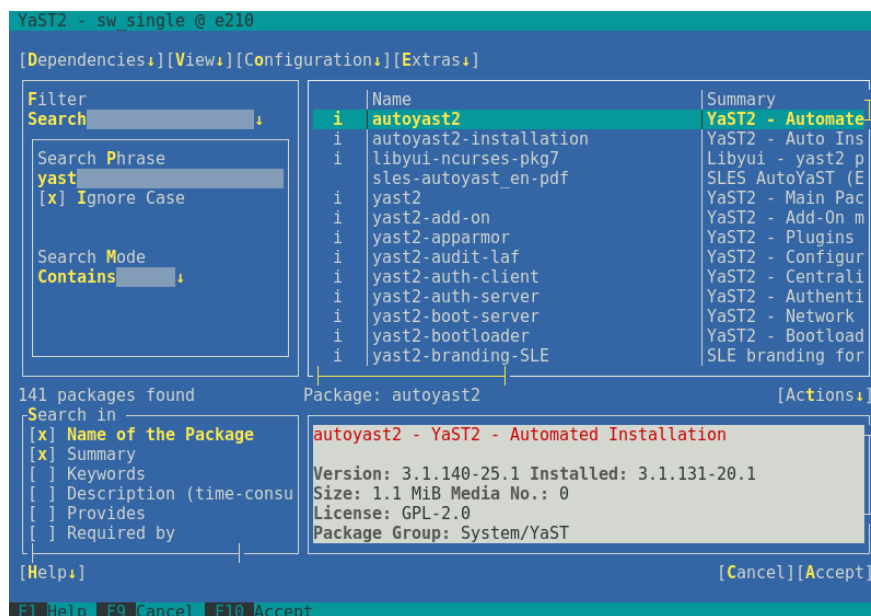 YaST2 - sw_single @ e210
[Dependencies↓][View↓][Configuration↓][Extras↓]
Filter
Search ↓
Search Phrase
yast
[x] Ignore Case
Search Mode
Contains ↓
Name Summary
i autoyast2 YaST2 - Automate
i autoyast2-installation YaST2 - Auto Ins
i libyui-ncurses-pkg7 Libyui - yast2 p
sles-autoyast_en-pdf SLES AutoYaST (E
i yast2 YaST2 - Main Pac
i yast2-add-on YaST2 - Add-On m
i yast2-apparmor YaST2 - Plugins
i yast2-audit-laf YaST2 - Configur
i yast2-auth-client YaST2 - Centrali
i yast2-auth-server YaST2 - Authenti
i yast2-boot-server YaST2 - Network
i yast2-bootloader YaST2 - Bootload
i yast2-branding-SLE SLE branding for
141 packages found
Package: autoyast2 [Actions↓]
Search in
[x] Name of the Package
[x] Summary
[ ] Keywords
[ ] Description (time-consu
[ ] Provides
[ ] Required by
autoyast2 - YaST2 - Automated Installation
Version: 3.1.140-25.1 Installed: 3.1.131-20.1
Size: 1.1 MiB Media No.: 0
License: GPL-2.0
Package Group: System/YaST
[Help↓] [Cancel][Accept]
F1 Help F9 Cancel F10 Accept